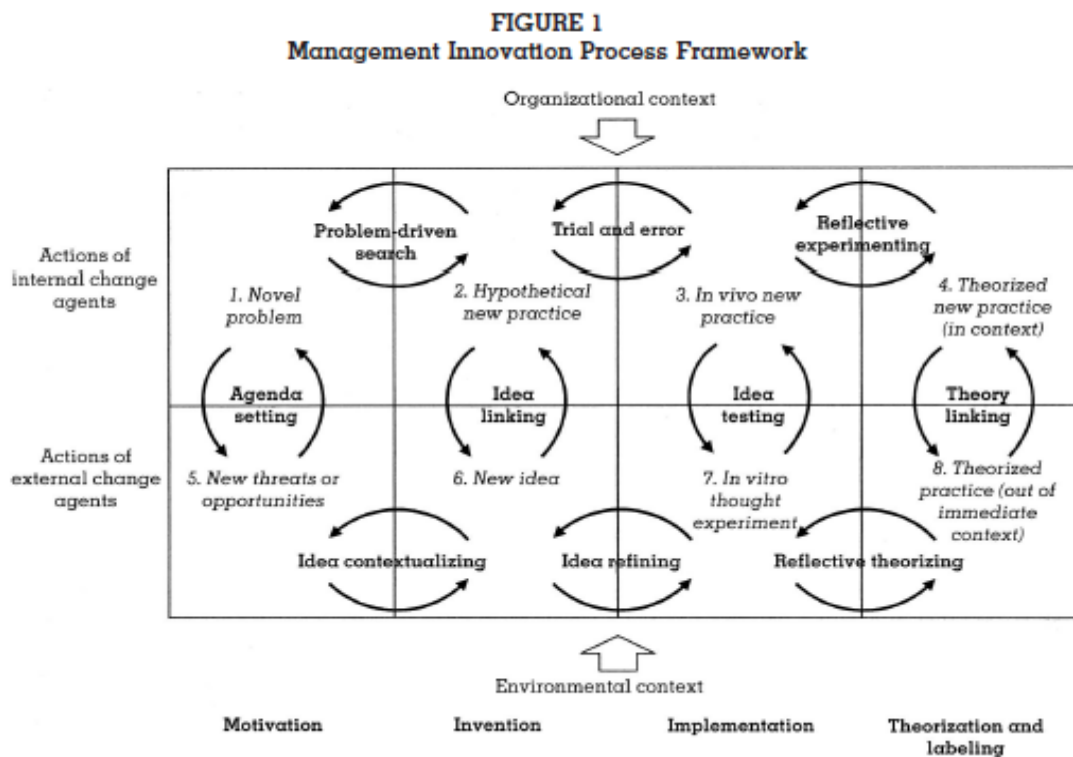 FIGURE 1
Management Innovation Process Framework
Organizational context
Actions of
internal change
agents
Problem-driven
search
Trial and error
Reflective
experimenting
1. Novel
problem
2. Hypothetical
new practice
3. In vivo new
practice
4. Theorized
new practice
(in context)
Agenda
setting
Idea
linking
Idea
testing
Theory
linking
Actions of
external change
agents
5. New threats or
opportunities
6. New idea
7. In vitro
thought
experiment
8. Theorized
practice (out of
immediate
context)
Idea contextualizing
Idea refining
Reflective theorizing
Environmental context
Motivation
Invention
Implementation
Theorization and
labeling